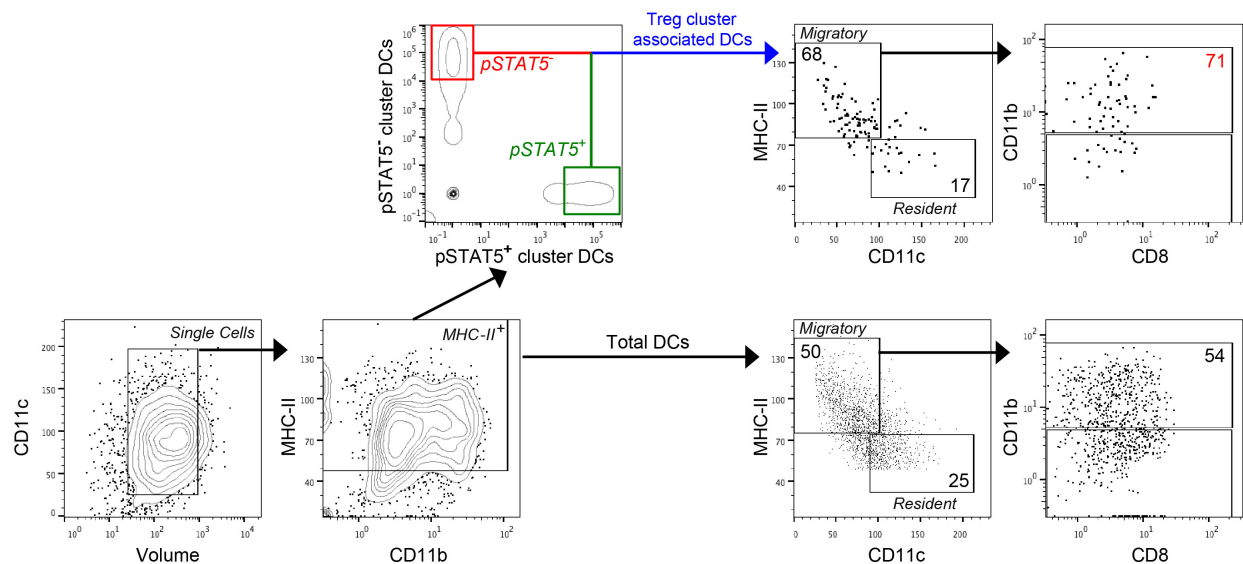 Treg cluster
associated DCs
pSTAT5⁻ cluster DCs
10⁶
10⁵
10⁴
10³
10²
10¹
10⁰
10⁻¹
pSTAT5⁻
pSTAT5⁺
10⁻¹
10¹
10³
10⁵
pSTAT5⁺ cluster DCs
Migratory
68
17
Resident
MHC-II
130
100
70
40
0
50
100
150
200
CD11c
71
CD11b
10²
10¹
10⁰
10⁰
10¹
10²
CD8
Single Cells
CD11c
200
150
100
50
0
10⁰
10¹
10²
10³
10⁴
Volume
MHC-II⁺
MHC-II
130
100
70
40
10⁰
10¹
10²
CD11b
Total DCs
Migratory
50
25
Resident
MHC-II
130
100
70
40
0
50
100
150
200
CD11c
54
CD11b
10²
10¹
10⁰
10⁰
10¹
10²
CD8